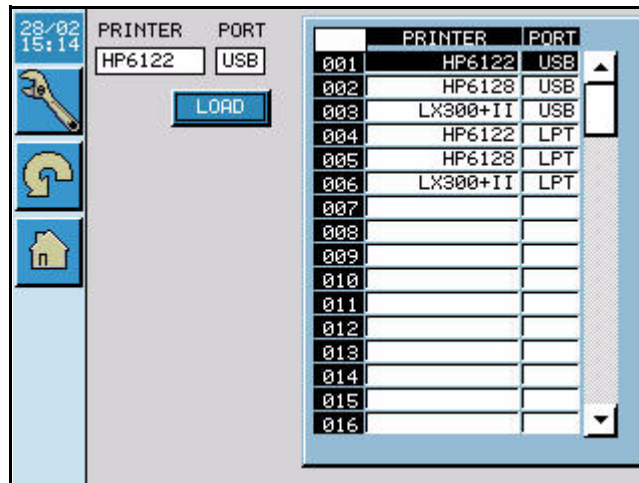 28/02
15:14
PRINTER PORT
HP6122 USB
LOAD
PRINTER PORT
001 HP6122 USB
002 HP6128 USB
003 LX300+II USB
004 HP6122 LPT
005 HP6128 LPT
006 LX300+II LPT
007
008
009
010
011
012
013
014
015
016